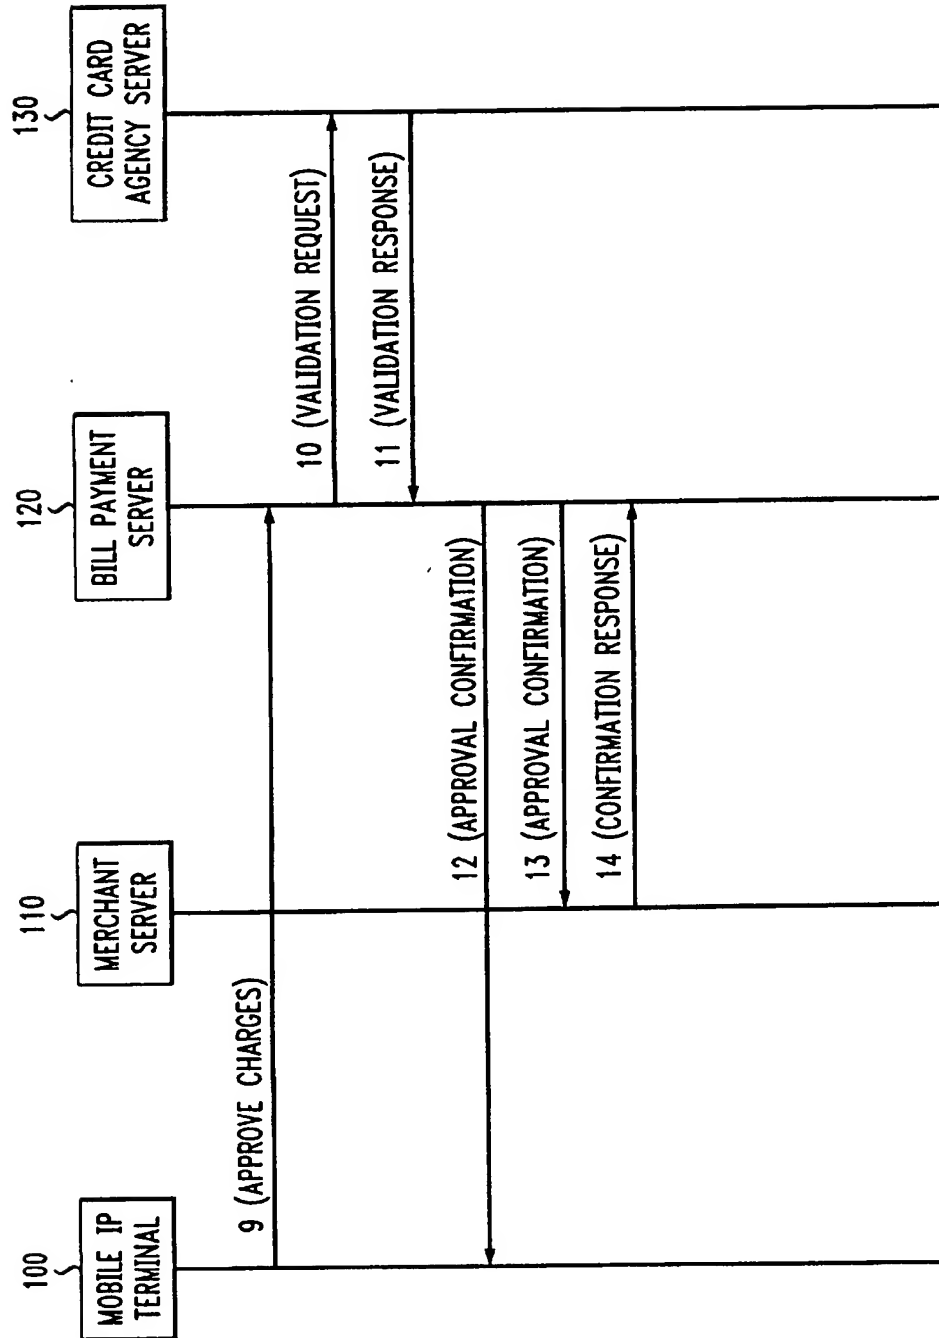 100
MOBILE IP
TERMINAL
110
MERCHANT
SERVER
120
BILL PAYMENT
SERVER
130
CREDIT CARD
AGENCY SERVER
9 (APPROVE CHARGES)
10 (VALIDATION REQUEST)
11 (VALIDATION RESPONSE)
12 (APPROVAL CONFIRMATION)
13 (APPROVAL CONFIRMATION)
14 (CONFIRMATION RESPONSE)